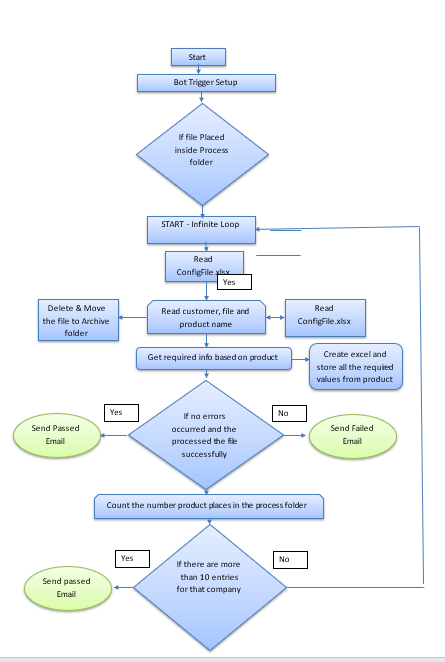 Start
Bot Trigger Setup
If file Placed
inside Process
folder
START - Infinite Loop
Read
ConfigFile.xlsx
Yes
Delete & Move
the file to Archive
folder
Read customer, file and
product name
Read
ConfigFile.xlsx
Get required info based on product
Create excel and
store all the required
values from product
If no errors
occurred and the
processed the file
successfully
Yes
No
Send Passed
Email
Send Failed
Email
Count the number product places in the process folder
If there are more
than 10 entries
for that company
Yes
No
Send passed
Email